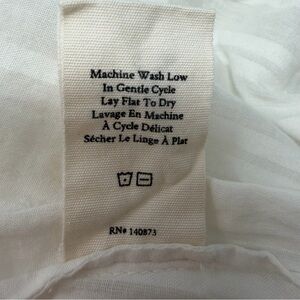 Machine Wash Low
In Gentle Cycle
Lay Flat To Dry
Lavage En Machine
À Cycle Délicat
Sécher Le Linge À Plat
RN# 140873